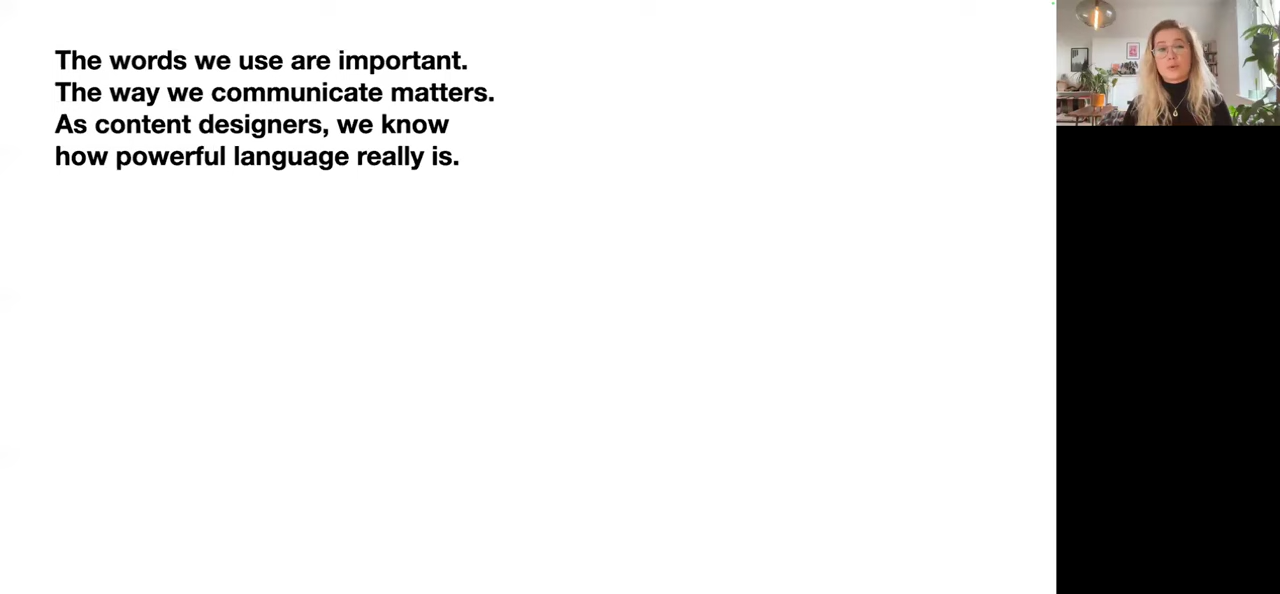 The words we use are important.
The way we communicate matters.
As content designers, we know
how powerful language really is.